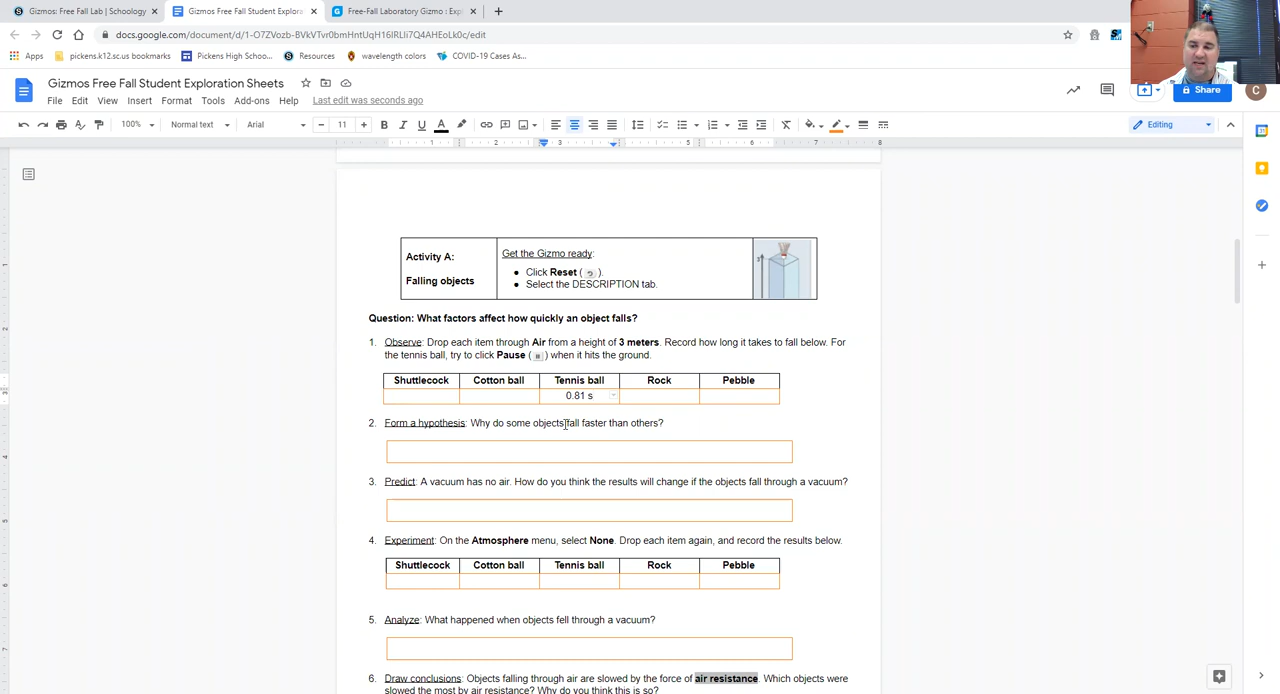 Gizmos: Free Fall Lab | Schoology
Gizmos Free Fall Student Explora
Free-Fall Laboratory Gizmo : Exp
docs.google.com/document/d/1-O7ZVozb-BVkVTvr0bmHntUqH16lRLIi7Q4AHEoLk0c/edit
Apps
pickens.k12.sc.us bookmarks
Pickens High Schoo...
Resources
wavelength colors
COVID-19 Cases As...
Gizmos Free Fall Student Exploration Sheets
File Edit View Insert Format Tools Add-ons Help Last edit was seconds ago
Share
C
100% Normal text Arial 11 B I U A
Editing
1 2 3 4 5 6 7 8
Activity A:
Falling objects
Get the Gizmo ready:
● Click Reset ( ).
● Select the DESCRIPTION tab.
3
Question: What factors affect how quickly an object falls?
1. Observe: Drop each item through Air from a height of 3 meters. Record how long it takes to fall below. For
the tennis ball, try to click Pause ( ) when it hits the ground.
Shuttlecock Cotton ball Tennis ball Rock Pebble
0.81 s
2. Form a hypothesis: Why do some objects fall faster than others?
3. Predict: A vacuum has no air. How do you think the results will change if the objects fall through a vacuum?
4. Experiment: On the Atmosphere menu, select None. Drop each item again, and record the results below.
Shuttlecock Cotton ball Tennis ball Rock Pebble
5. Analyze: What happened when objects fell through a vacuum?
6. Draw conclusions: Objects falling through air are slowed by the force of air resistance. Which objects were
slowed the most by air resistance? Why do you think this is so?